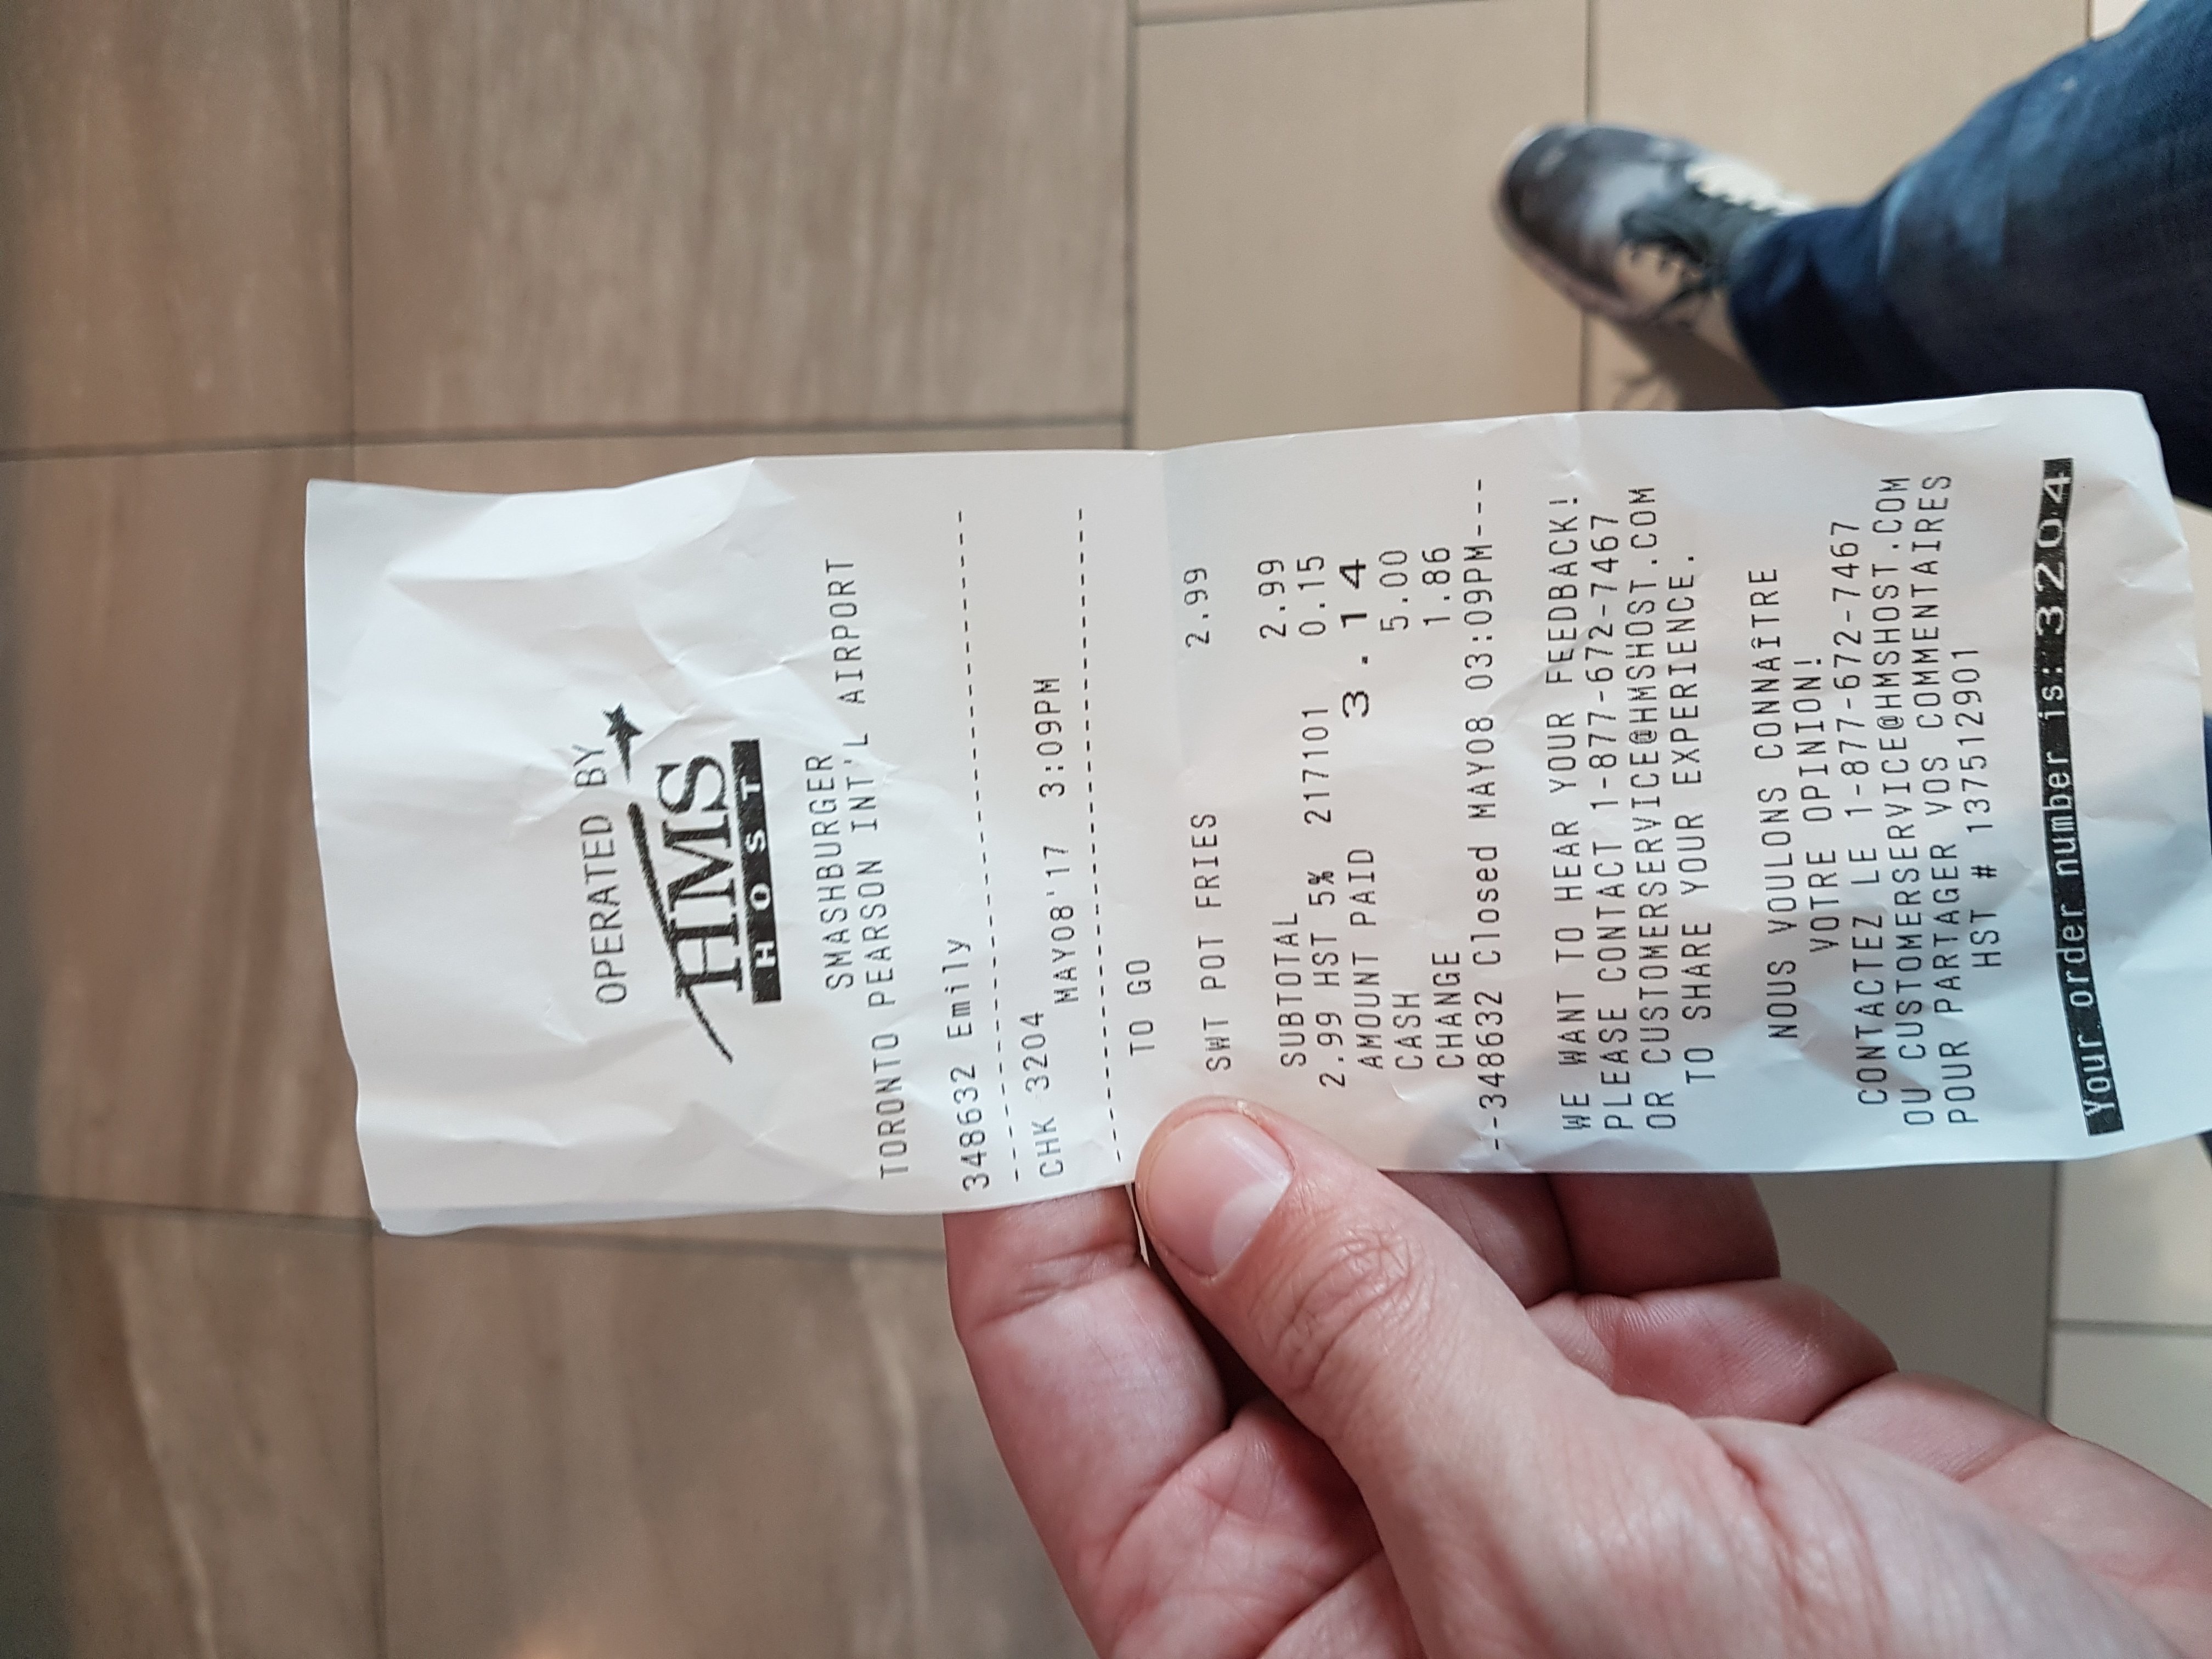 OPERATED BY
HMS
HOST
SMASHBURGER
TORONTO PEARSON INT'L AIRPORT
348632 Emily
--------------------------------
CHK 3204
MAY08'17 3:09PM
--------------------------------
TO GO
SWT POT FRIES 2.99
SUBTOTAL 2.99
2.99 HST 5% 217101 0.15
AMOUNT PAID 3.14
CASH 5.00
CHANGE 1.86
--348632 Closed MAY08 03:09PM---
WE WANT TO HEAR YOUR FEEDBACK!
PLEASE CONTACT 1-877-672-7467
OR CUSTOMERSERVICE@HMSHOST.COM
TO SHARE YOUR EXPERIENCE.
NOUS VOULONS CONNAÎTRE
VOTRE OPINION!
CONTACTEZ LE 1-877-672-7467
OU CUSTOMERSERVICE@HMSHOST.COM
POUR PARTAGER VOS COMMENTAIRES
HST # 137512901
Your order number is: 3204